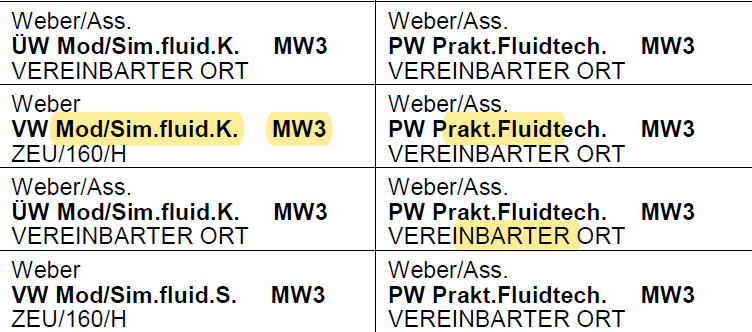 Weber/Ass.
ÜW Mod/Sim.fluid.K. MW3
VEREINBARTER ORT
Weber/Ass.
PW Prakt.Fluidtech. MW3
VEREINBARTER ORT
Weber
VW Mod/Sim.fluid.K. MW3
ZEU/160/H
Weber/Ass.
PW Prakt.Fluidtech. MW3
VEREINBARTER ORT
Weber/Ass.
ÜW Mod/Sim.fluid.K. MW3
VEREINBARTER ORT
Weber/Ass.
PW Prakt.Fluidtech. MW3
VEREINBARTER ORT
Weber
VW Mod/Sim.fluid.S. MW3
ZEU/160/H
Weber/Ass.
PW Prakt.Fluidtech. MW3
VEREINBARTER ORT